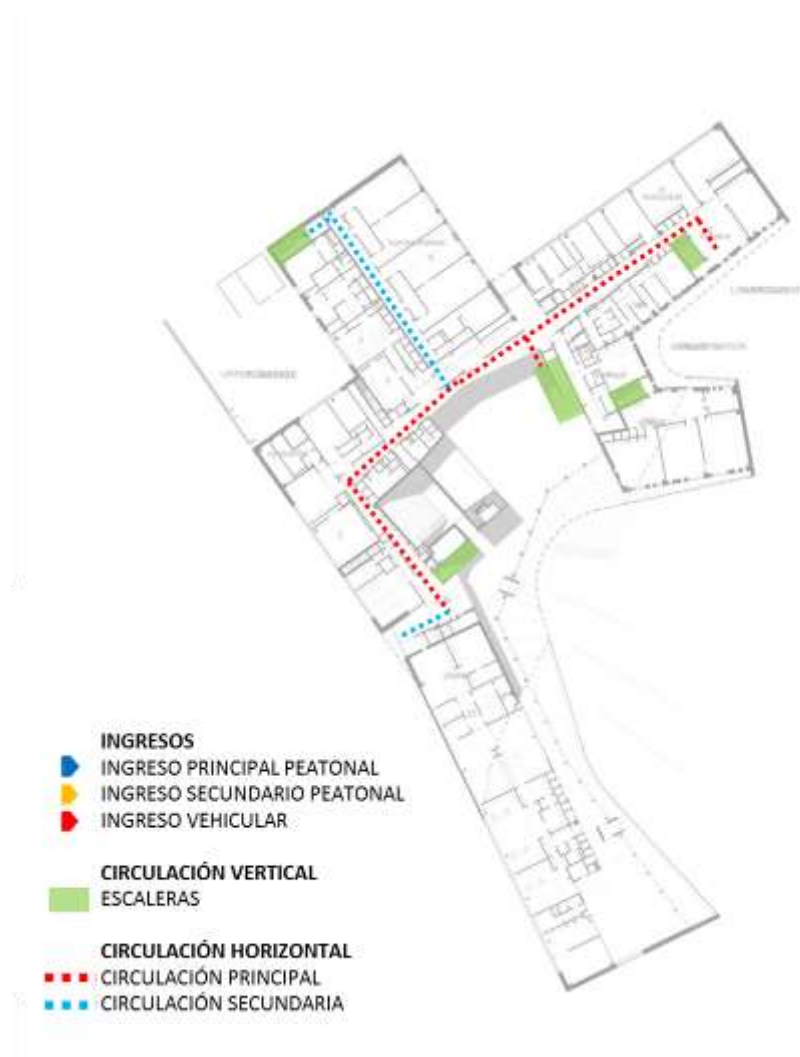 INGRESOS
INGRESO PRINCIPAL PEATONAL
INGRESO SECUNDARIO PEATONAL
INGRESO VEHICULAR
CIRCULACIÓN VERTICAL
ESCALERAS
CIRCULACIÓN HORIZONTAL
CIRCULACIÓN PRINCIPAL
CIRCULACIÓN SECUNDARIA